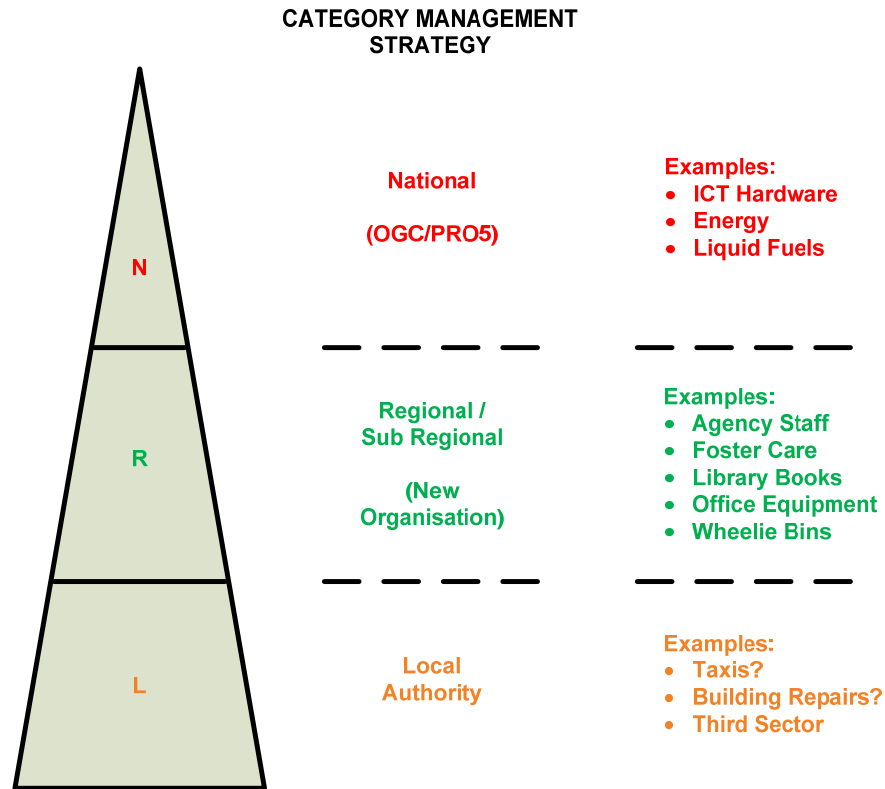 CATEGORY MANAGEMENT
STRATEGY
N
National
(OGC/PRO5)
Examples:
• ICT Hardware
• Energy
• Liquid Fuels
R
Regional /
Sub Regional
(New
Organisation)
Examples:
• Agency Staff
• Foster Care
• Library Books
• Office Equipment
• Wheelie Bins
L
Local
Authority
Examples:
• Taxis?
• Building Repairs?
• Third Sector